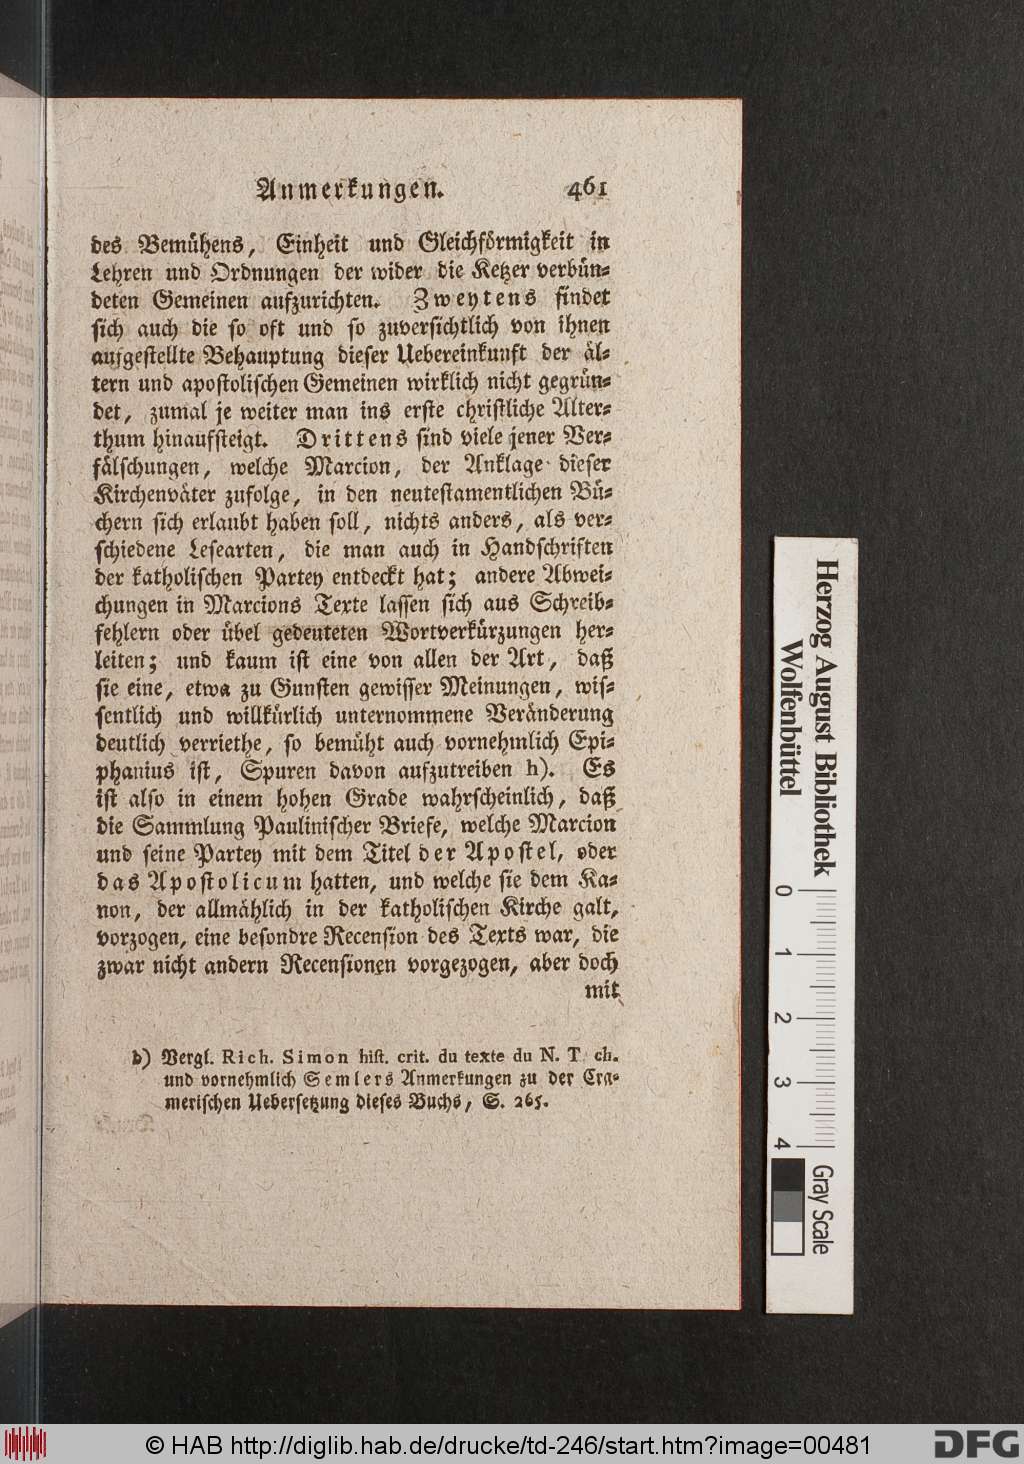 Anmerkungen. 461
des Bemühens, Einheit und Gleichförmigkeit in
Lehren und Ordnungen der wider die Ketzer verbün-
deten Gemeinen aufzurichten. Zweytens findet
sich auch die so oft und so zuversichtlich von ihnen
aufgestellte Behauptung dieser Uebereinkunft der äl-
tern und apostolischen Gemeinen wirklich nicht gegrün-
det, zumal je weiter man ins erste christliche Alter-
thum hinaufsteigt. Drittens sind viele jener Ver-
fälschungen, welche Marcion, der Anklage dieser
Kirchenväter zufolge, in den neutestamentlichen Bü-
chern sich erlaubt haben soll, nichts anders, als ver-
schiedene Lesearten, die man auch in Handschriften
der katholischen Partey entdeckt hat; andere Abwei-
chungen in Marcions Texte lassen sich aus Schreib-
fehlern oder übel gedeuteten Wortverkürzungen her-
leiten; und kaum ist eine von allen der Art, daß
sie eine, etwa zu Gunsten gewisser Meinungen, wis-
sentlich und willkürlich unternommene Veränderung
deutlich verriethe, so bemüht auch vornehmlich Epi-
phanius ist, Spuren davon aufzutreiben h). Es
ist also in einem hohen Grade wahrscheinlich, daß
die Sammlung Paulinischer Briefe, welche Marcion
und seine Partey mit dem Titel der Apostel, oder
das Apostolicum hatten, und welche sie dem Ka-
non, der allmählich in der katholischen Kirche galt,
vorzogen, eine besondre Recension des Texts war, die
zwar nicht andern Recensionen vorgezogen, aber doch
mit
h) Vergl. Rich. Simon hist. crit. du texte du N. T. ch.
und vornehmlich Semlers Anmerkungen zu der Cra-
merischen Uebersetzung dieses Buchs, S. 265.
Herzog August Bibliothek
Wolfenbüttel
0
1
2
3
4
Gray Scale
© HAB http://diglib.hab.de/drucke/td-246/start.htm?image=00481
DFG